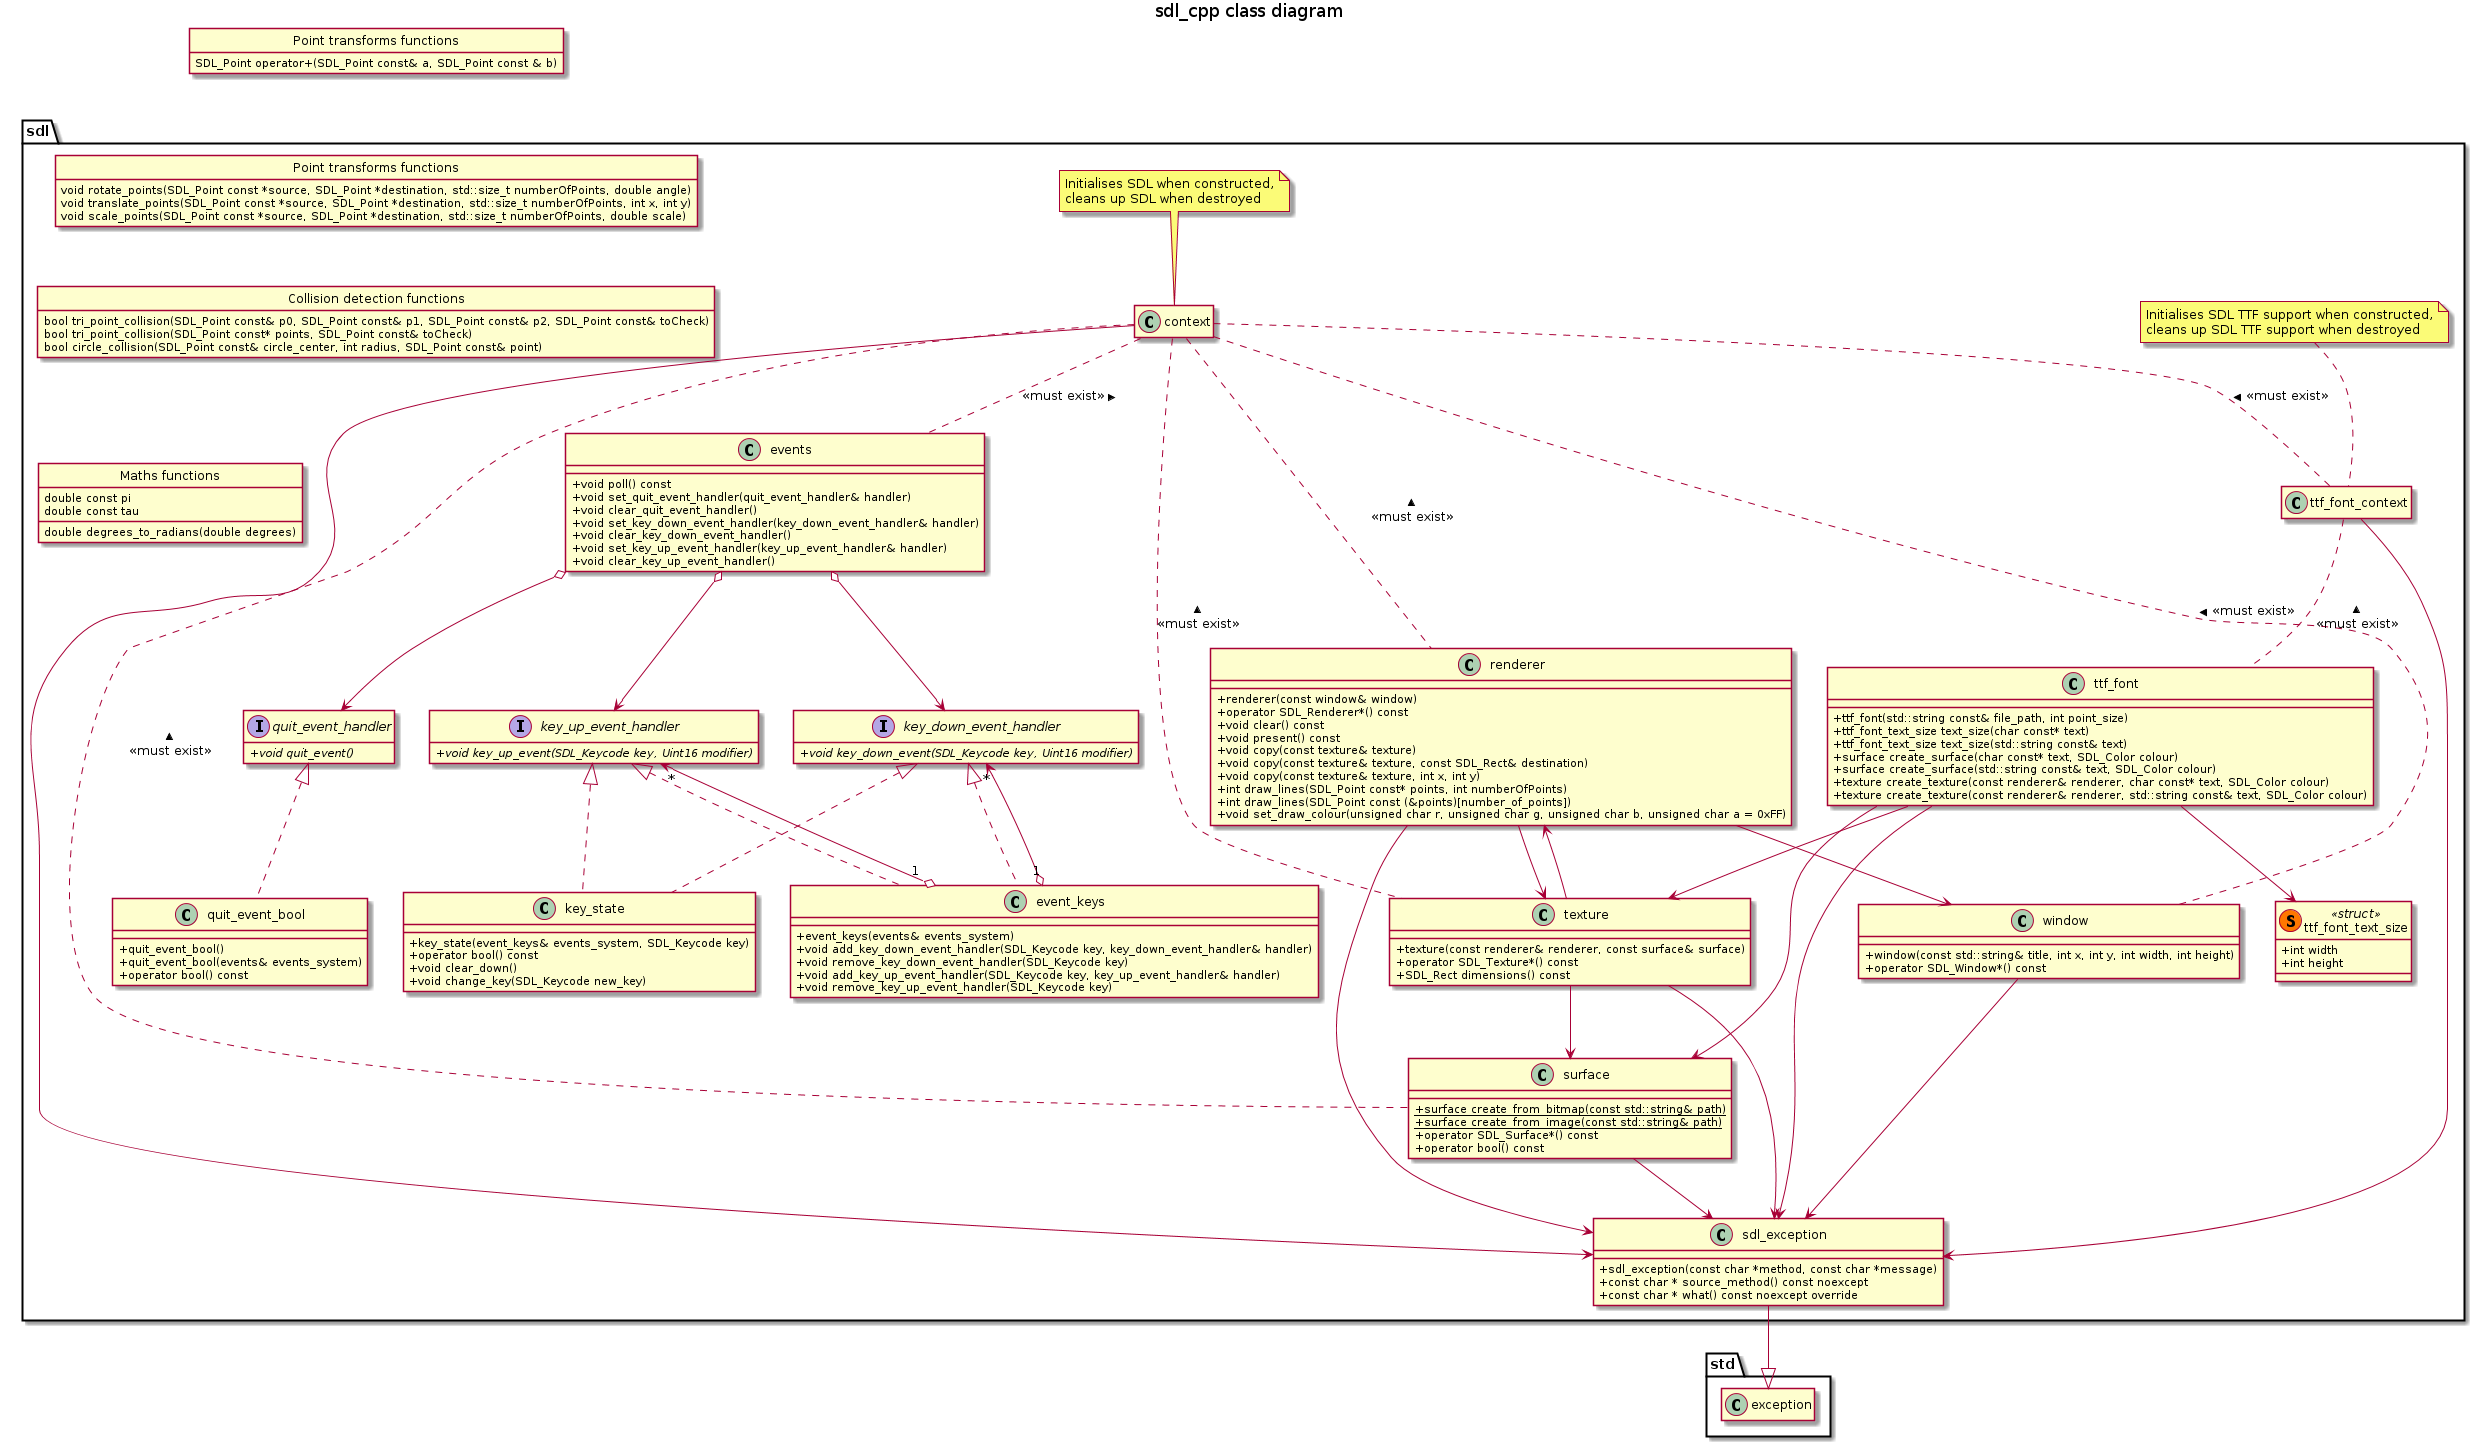 sdl_cpp class diagram
Point transforms functions
SDL_Point operator+(SDL_Point const& a, SDL_Point const & b)
sdl
Point transforms functions
void rotate_points(SDL_Point const *source, SDL_Point *destination, std::size_t numberOfPoints, double angle)
void translate_points(SDL_Point const *source, SDL_Point *destination, std::size_t numberOfPoints, int x, int y)
void scale_points(SDL_Point const *source, SDL_Point *destination, std::size_t numberOfPoints, double scale)
Initialises SDL when constructed,
cleans up SDL when destroyed
Collision detection functions
bool tri_point_collision(SDL_Point const& p0, SDL_Point const& p1, SDL_Point const& p2, SDL_Point const& toCheck)
bool tri_point_collision(SDL_Point const* points, SDL_Point const& toCheck)
bool circle_collision(SDL_Point const& circle_center, int radius, SDL_Point const& point)
C context
Initialises SDL TTF support when constructed,
cleans up SDL TTF support when destroyed
«must exist» ▶
◀ «must exist»
Maths functions
double const pi
double const tau
double degrees_to_radians(double degrees)
C events
+void poll() const
+void set_quit_event_handler(quit_event_handler& handler)
+void clear_quit_event_handler()
+void set_key_down_event_handler(key_down_event_handler& handler)
+void clear_key_down_event_handler()
+void set_key_up_event_handler(key_up_event_handler& handler)
+void clear_key_up_event_handler()
▲
«must exist»
C ttf_font_context
▲
«must exist»
◀ «must exist»
▲
«must exist»
▲
«must exist»
I quit_event_handler
+void quit_event()
I key_up_event_handler
+void key_up_event(SDL_Keycode key, Uint16 modifier)
I key_down_event_handler
+void key_down_event(SDL_Keycode key, Uint16 modifier)
C renderer
+renderer(const window& window)
+operator SDL_Renderer*() const
+void clear() const
+void present() const
+void copy(const texture& texture)
+void copy(const texture& texture, const SDL_Rect& destination)
+void copy(const texture& texture, int x, int y)
+int draw_lines(SDL_Point const* points, int numberOfPoints)
+int draw_lines(SDL_Point const (&points)[number_of_points])
+void set_draw_colour(unsigned char r, unsigned char g, unsigned char b, unsigned char a = 0xFF)
C ttf_font
+ttf_font(std::string const& file_path, int point_size)
+ttf_font_text_size text_size(char const* text)
+ttf_font_text_size text_size(std::string const& text)
+surface create_surface(char const* text, SDL_Color colour)
+surface create_surface(std::string const& text, SDL_Color colour)
+texture create_texture(const renderer& renderer, char const* text, SDL_Color colour)
+texture create_texture(const renderer& renderer, std::string const& text, SDL_Color colour)
*
*
1
1
C quit_event_bool
+quit_event_bool()
+quit_event_bool(events& events_system)
+operator bool() const
C key_state
+key_state(event_keys& events_system, SDL_Keycode key)
+operator bool() const
+void clear_down()
+void change_key(SDL_Keycode new_key)
C event_keys
+event_keys(events& events_system)
+void add_key_down_event_handler(SDL_Keycode key, key_down_event_handler& handler)
+void remove_key_down_event_handler(SDL_Keycode key)
+void add_key_up_event_handler(SDL_Keycode key, key_up_event_handler& handler)
+void remove_key_up_event_handler(SDL_Keycode key)
C texture
+texture(const renderer& renderer, const surface& surface)
+operator SDL_Texture*() const
+SDL_Rect dimensions() const
C window
+window(const std::string& title, int x, int y, int width, int height)
+operator SDL_Window*() const
«struct»
S ttf_font_text_size
+int width
+int height
C surface
+surface create_from_bitmap(const std::string& path)
+surface create_from_image(const std::string& path)
+operator SDL_Surface*() const
+operator bool() const
C sdl_exception
+sdl_exception(const char *method, const char *message)
+const char * source_method() const noexcept
+const char * what() const noexcept override
std
C exception